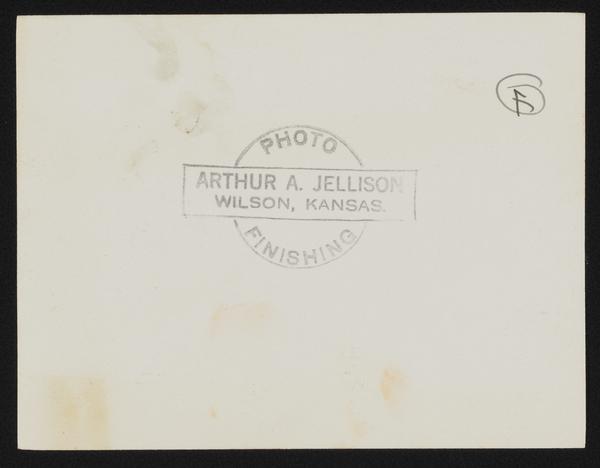 PHOTO
ARTHUR A. JELLISON
WILSON, KANSAS.
FINISHING